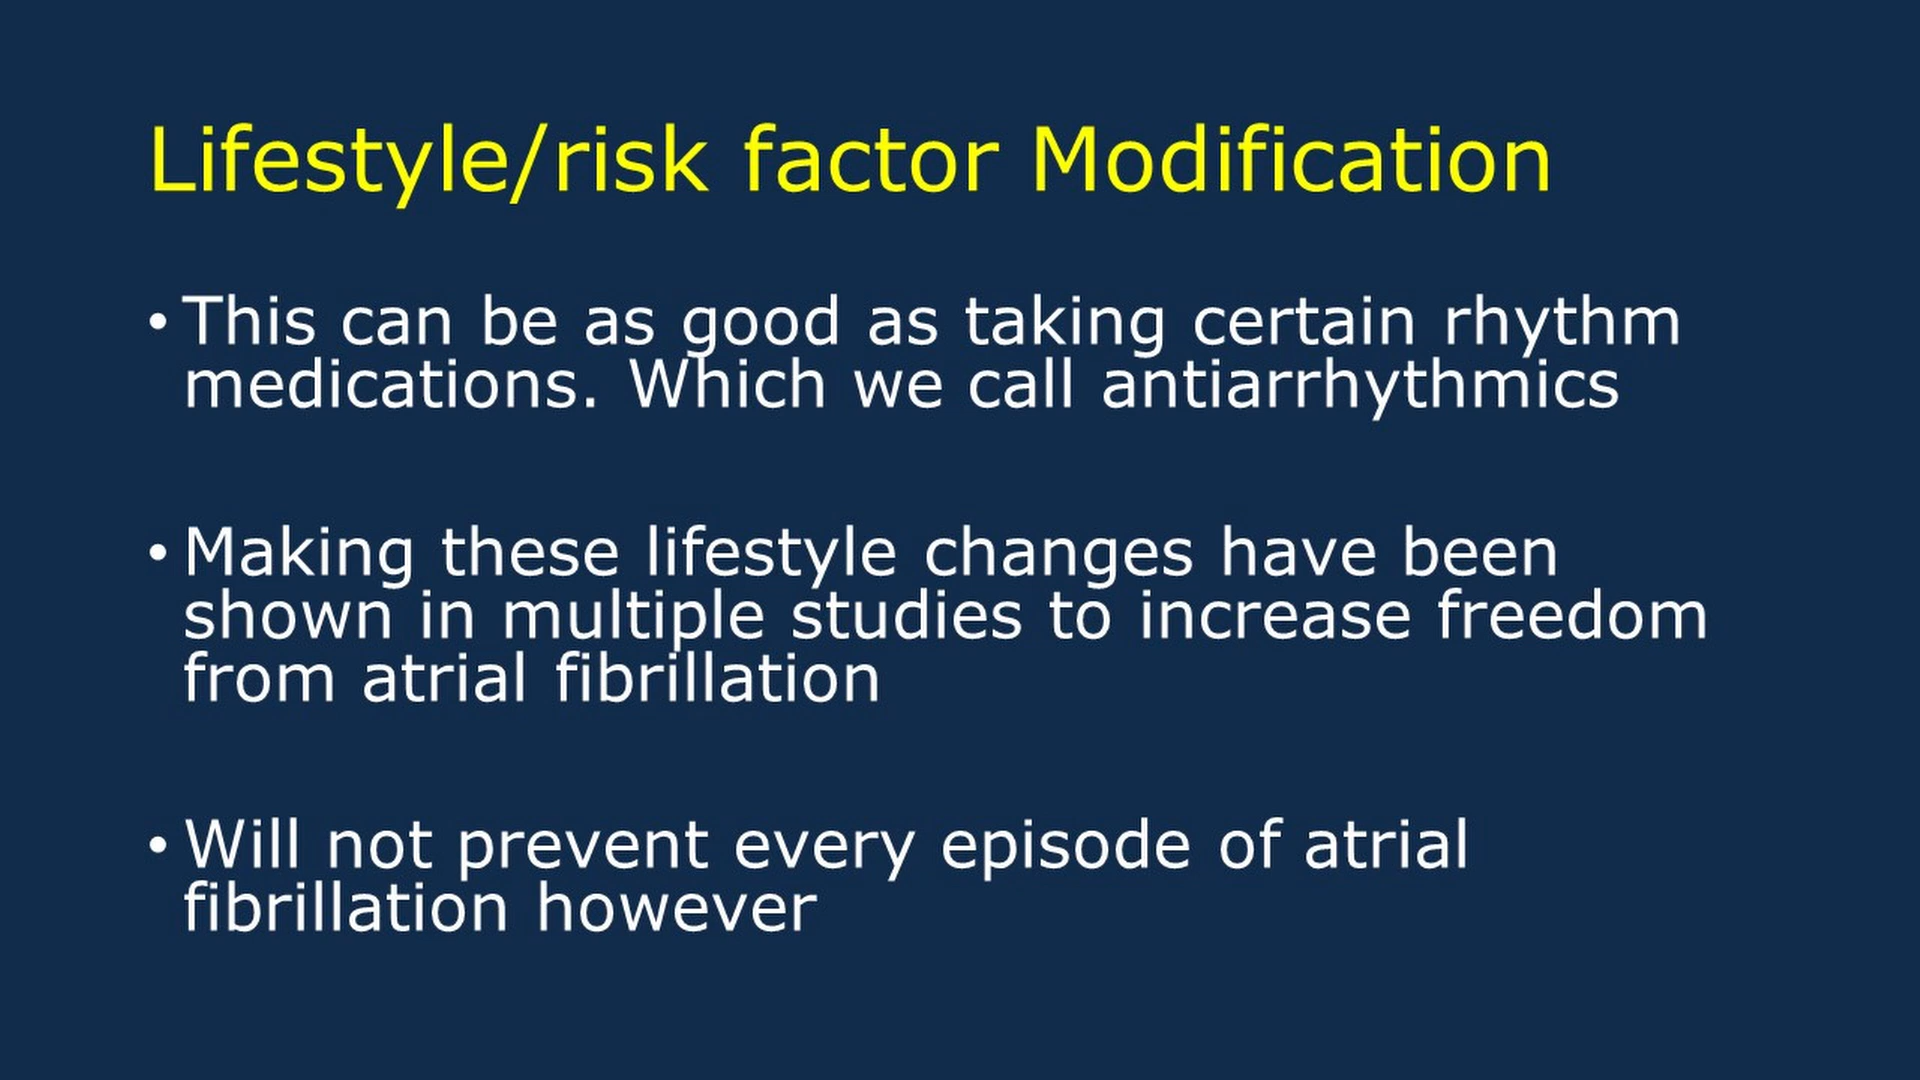 Lifestyle/risk factor Modification
• This can be as good as taking certain rhythm
medications. Which we call antiarrhythmics
• Making these lifestyle changes have been
shown in multiple studies to increase freedom
from atrial fibrillation
• Will not prevent every episode of atrial
fibrillation however